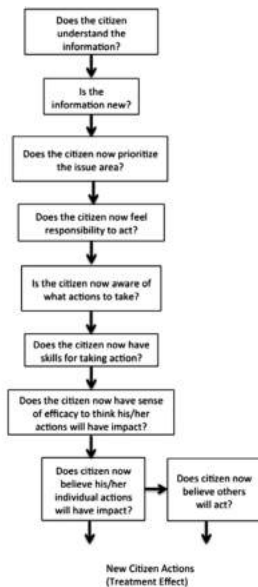 Does the citizen
understand the
information?
Is the
information new?
Does the citizen now prioritize
the issue area?
Does the citizen now feel
responsibility to act?
Is the citizen now aware of
what actions to take?
Does the citizen now have
skills for taking action?
Does the citizen now have sense
of efficacy to think his/her
actions will have impact?
Does citizen now
believe his/her
individual actions
will have impact?
Does citizen now
believe others
will act?
New Citizen Actions
(Treatment Effect)